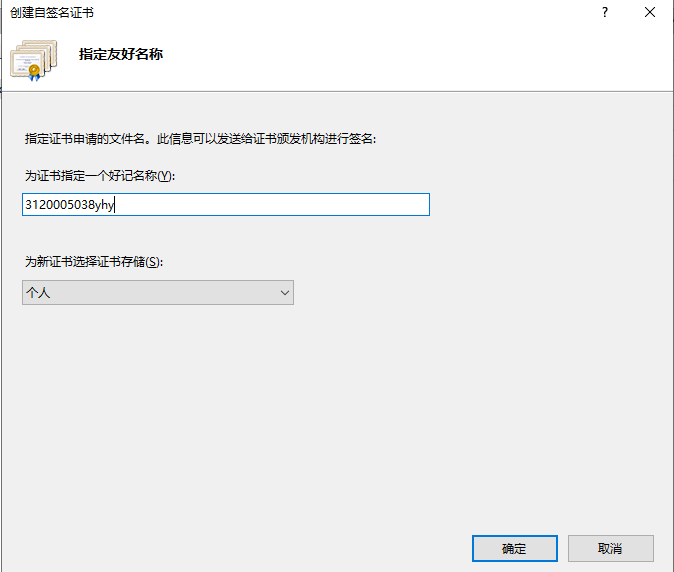 创建自签名证书
?
指定友好名称
指定证书申请的文件名。此信息可以发送给证书颁发机构进行签名:
为证书指定一个好记名称(Y):
3120005038yhy
为新证书选择证书存储(S):
个人
确定
取消